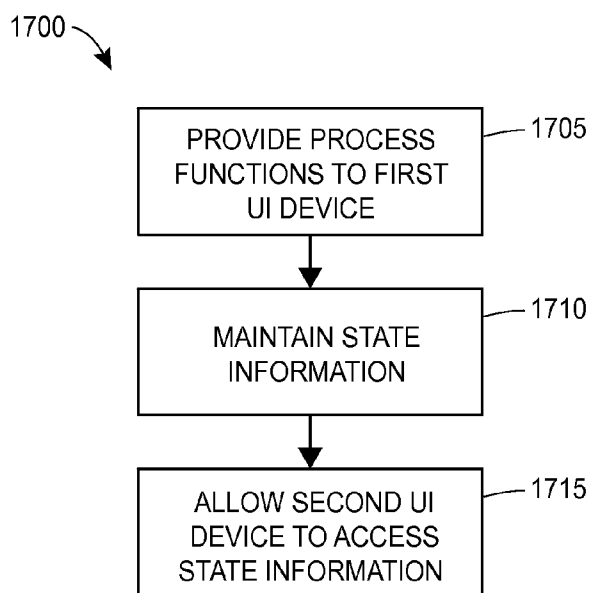 1700
PROVIDE PROCESS
FUNCTIONS TO FIRST
UI DEVICE
1705
MAINTAIN STATE
INFORMATION
1710
ALLOW SECOND UI
DEVICE TO ACCESS
STATE INFORMATION
1715